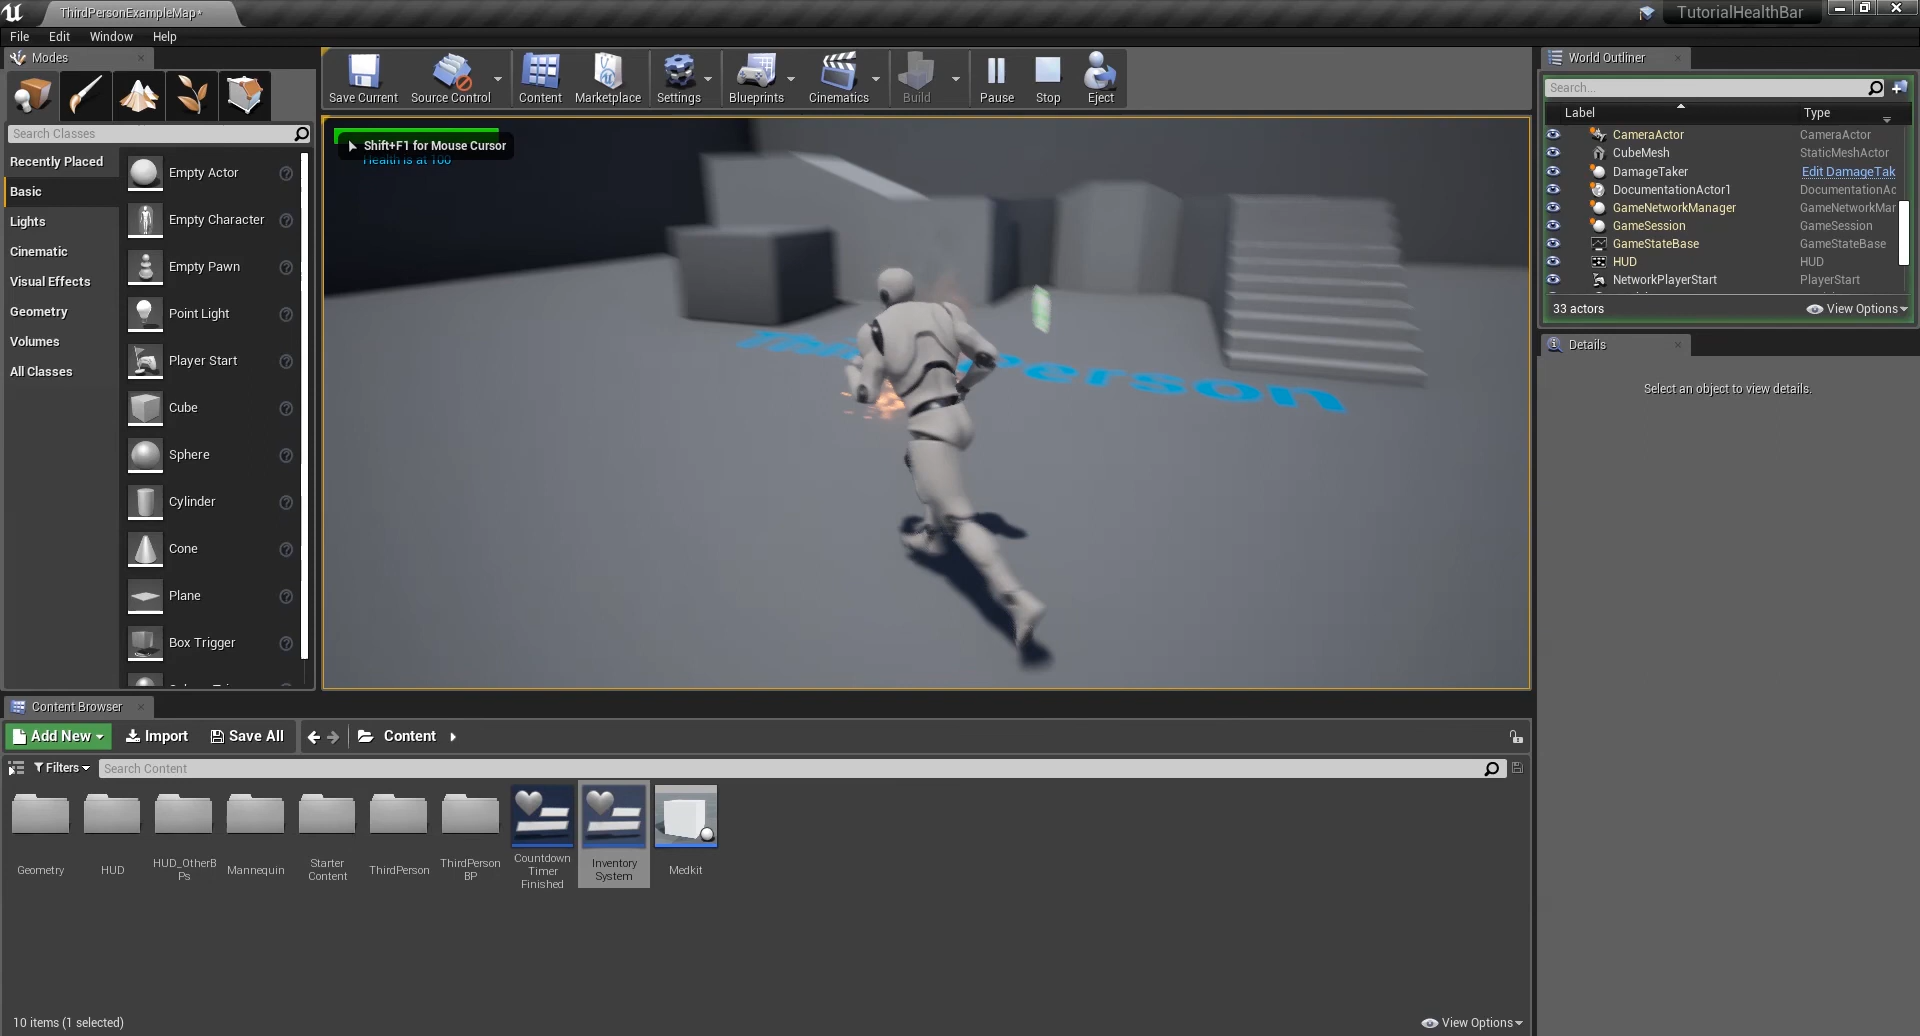 ThirdPersonExampleMap*
TutorialHealthBar
File Edit Window Help
Modes
Search Classes
Recently Placed
Basic
Lights
Cinematic
Visual Effects
Geometry
Volumes
All Classes
Empty Actor
Empty Character
Empty Pawn
Point Light
Player Start
Cube
Sphere
Cylinder
Cone
Plane
Box Trigger
Save Current
Source Control
Content
Marketplace
Settings
Blueprints
Cinematics
Build
Pause
Stop
Eject
Shift+F1 for Mouse Cursor
Health is at 100
Person
World Outliner
Search...
Label Type
CameraActor CameraActor
CubeMesh StaticMeshActor
DamageTaker Edit DamageTak
DocumentationActor1 DocumentationAc
GameNetworkManager GameNetworkMar
GameSession GameSession
GameStateBase GameStateBase
HUD HUD
NetworkPlayerStart PlayerStart
33 actors View Options
Details
Select an object to view details.
Content Browser
Add New Import Save All Content
Filters Search Content
Geometry
HUD
HUD_OtherB
Ps
Mannequin
Starter
Content
ThirdPerson
ThirdPerson
BP
Countdown
Timer
Finished
Inventory
System
Medkit
10 items (1 selected)
View Options